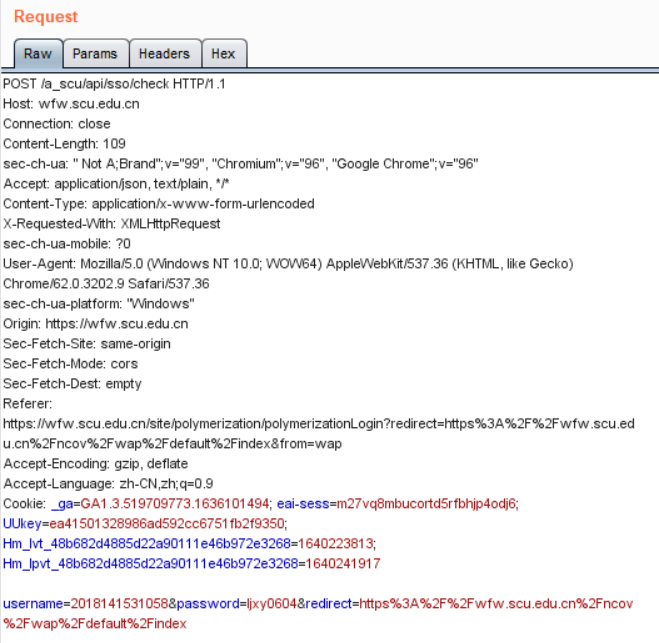 Request
Raw Params Headers Hex
POST /a_scu/api/sso/check HTTP/1.1
Host: wfw.scu.edu.cn
Connection: close
Content-Length: 109
sec-ch-ua: " Not A;Brand";v="99", "Chromium";v="96", "Google Chrome";v="96"
Accept: application/json, text/plain, */*
Content-Type: application/x-www-form-urlencoded
X-Requested-With: XMLHttpRequest
sec-ch-ua-mobile: ?0
User-Agent: Mozilla/5.0 (Windows NT 10.0; WOW64) AppleWebKit/537.36 (KHTML, like Gecko)
Chrome/62.0.3202.9 Safari/537.36
sec-ch-ua-platform: "Windows"
Origin: https://wfw.scu.edu.cn
Sec-Fetch-Site: same-origin
Sec-Fetch-Mode: cors
Sec-Fetch-Dest: empty
Referer:
https://wfw.scu.edu.cn/site/polymerization/polymerizationLogin?redirect=https%3A%2F%2Fwfw.scu.ed
u.cn%2Fncov%2Fwap%2Fdefault%2Findex&from=wap
Accept-Encoding: gzip, deflate
Accept-Language: zh-CN,zh;q=0.9
Cookie: _ga=GA1.3.519709773.1636101494; eai-sess=m27vq8mbucortd5rfbhjp4odj6;
UUkey=ea41501328986ad592cc6751fb2f9350;
Hm_lvt_48b682d4885d22a90111e46b972e3268=1640223813;
Hm_lpvt_48b682d4885d22a90111e46b972e3268=1640241917
username=2018141531058&password=ljxy0604&redirect=https%3A%2F%2Fwfw.scu.edu.cn%2Fncov
%2Fwap%2Fdefault%2Findex